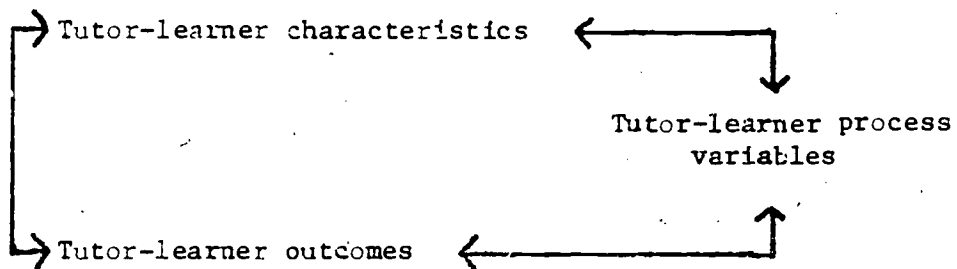 Tutor-learner characteristics
Tutor-learner process
variables
Tutor-learner outcomes